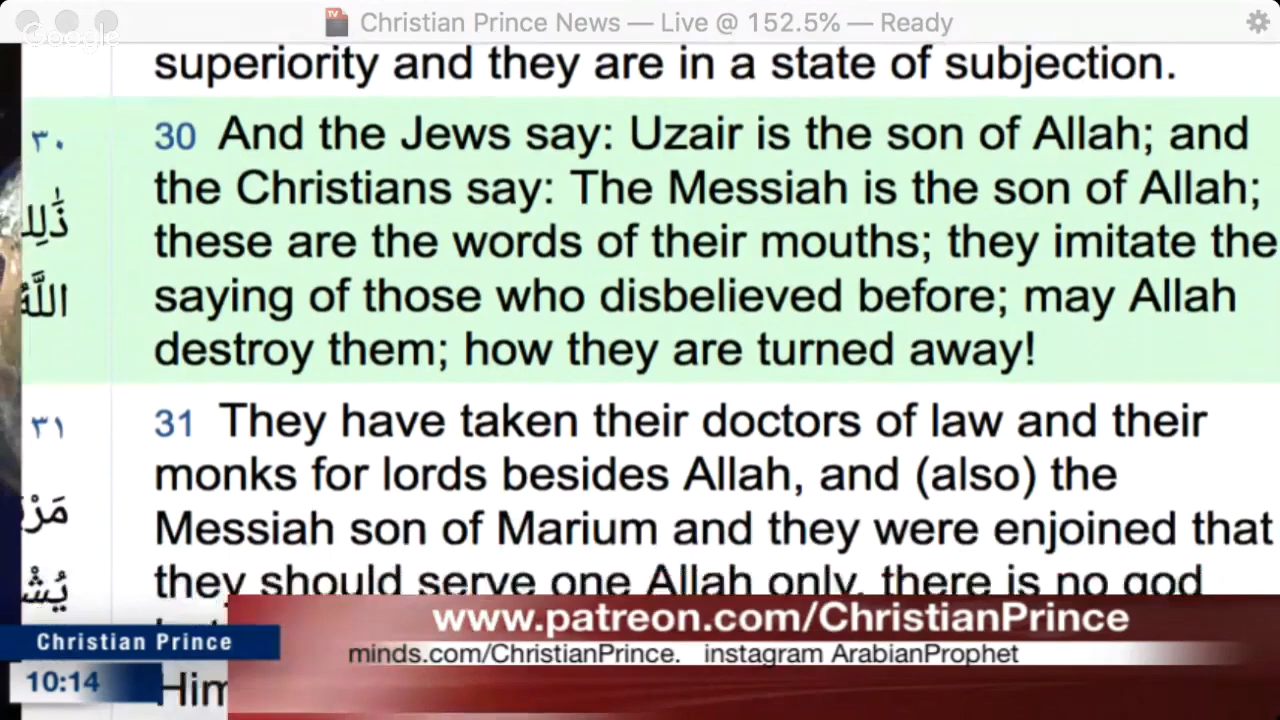 Christian Prince News — Live @ 152.5% — Ready
Google
superiority and they are in a state of subjection.
٣٠
30 And the Jews say: Uzair is the son of Allah; and
the Christians say: The Messiah is the son of Allah;
these are the words of their mouths; they imitate the
saying of those who disbelieved before; may Allah
destroy them; how they are turned away!
٣١
31 They have taken their doctors of law and their
monks for lords besides Allah, and (also) the
Messiah son of Marium and they were enjoined that
they should serve one Allah only, there is no god
www.patreon.com/ChristianPrince
Christian Prince
minds.com/ChristianPrince. instagram ArabianProphet
10:14
Him